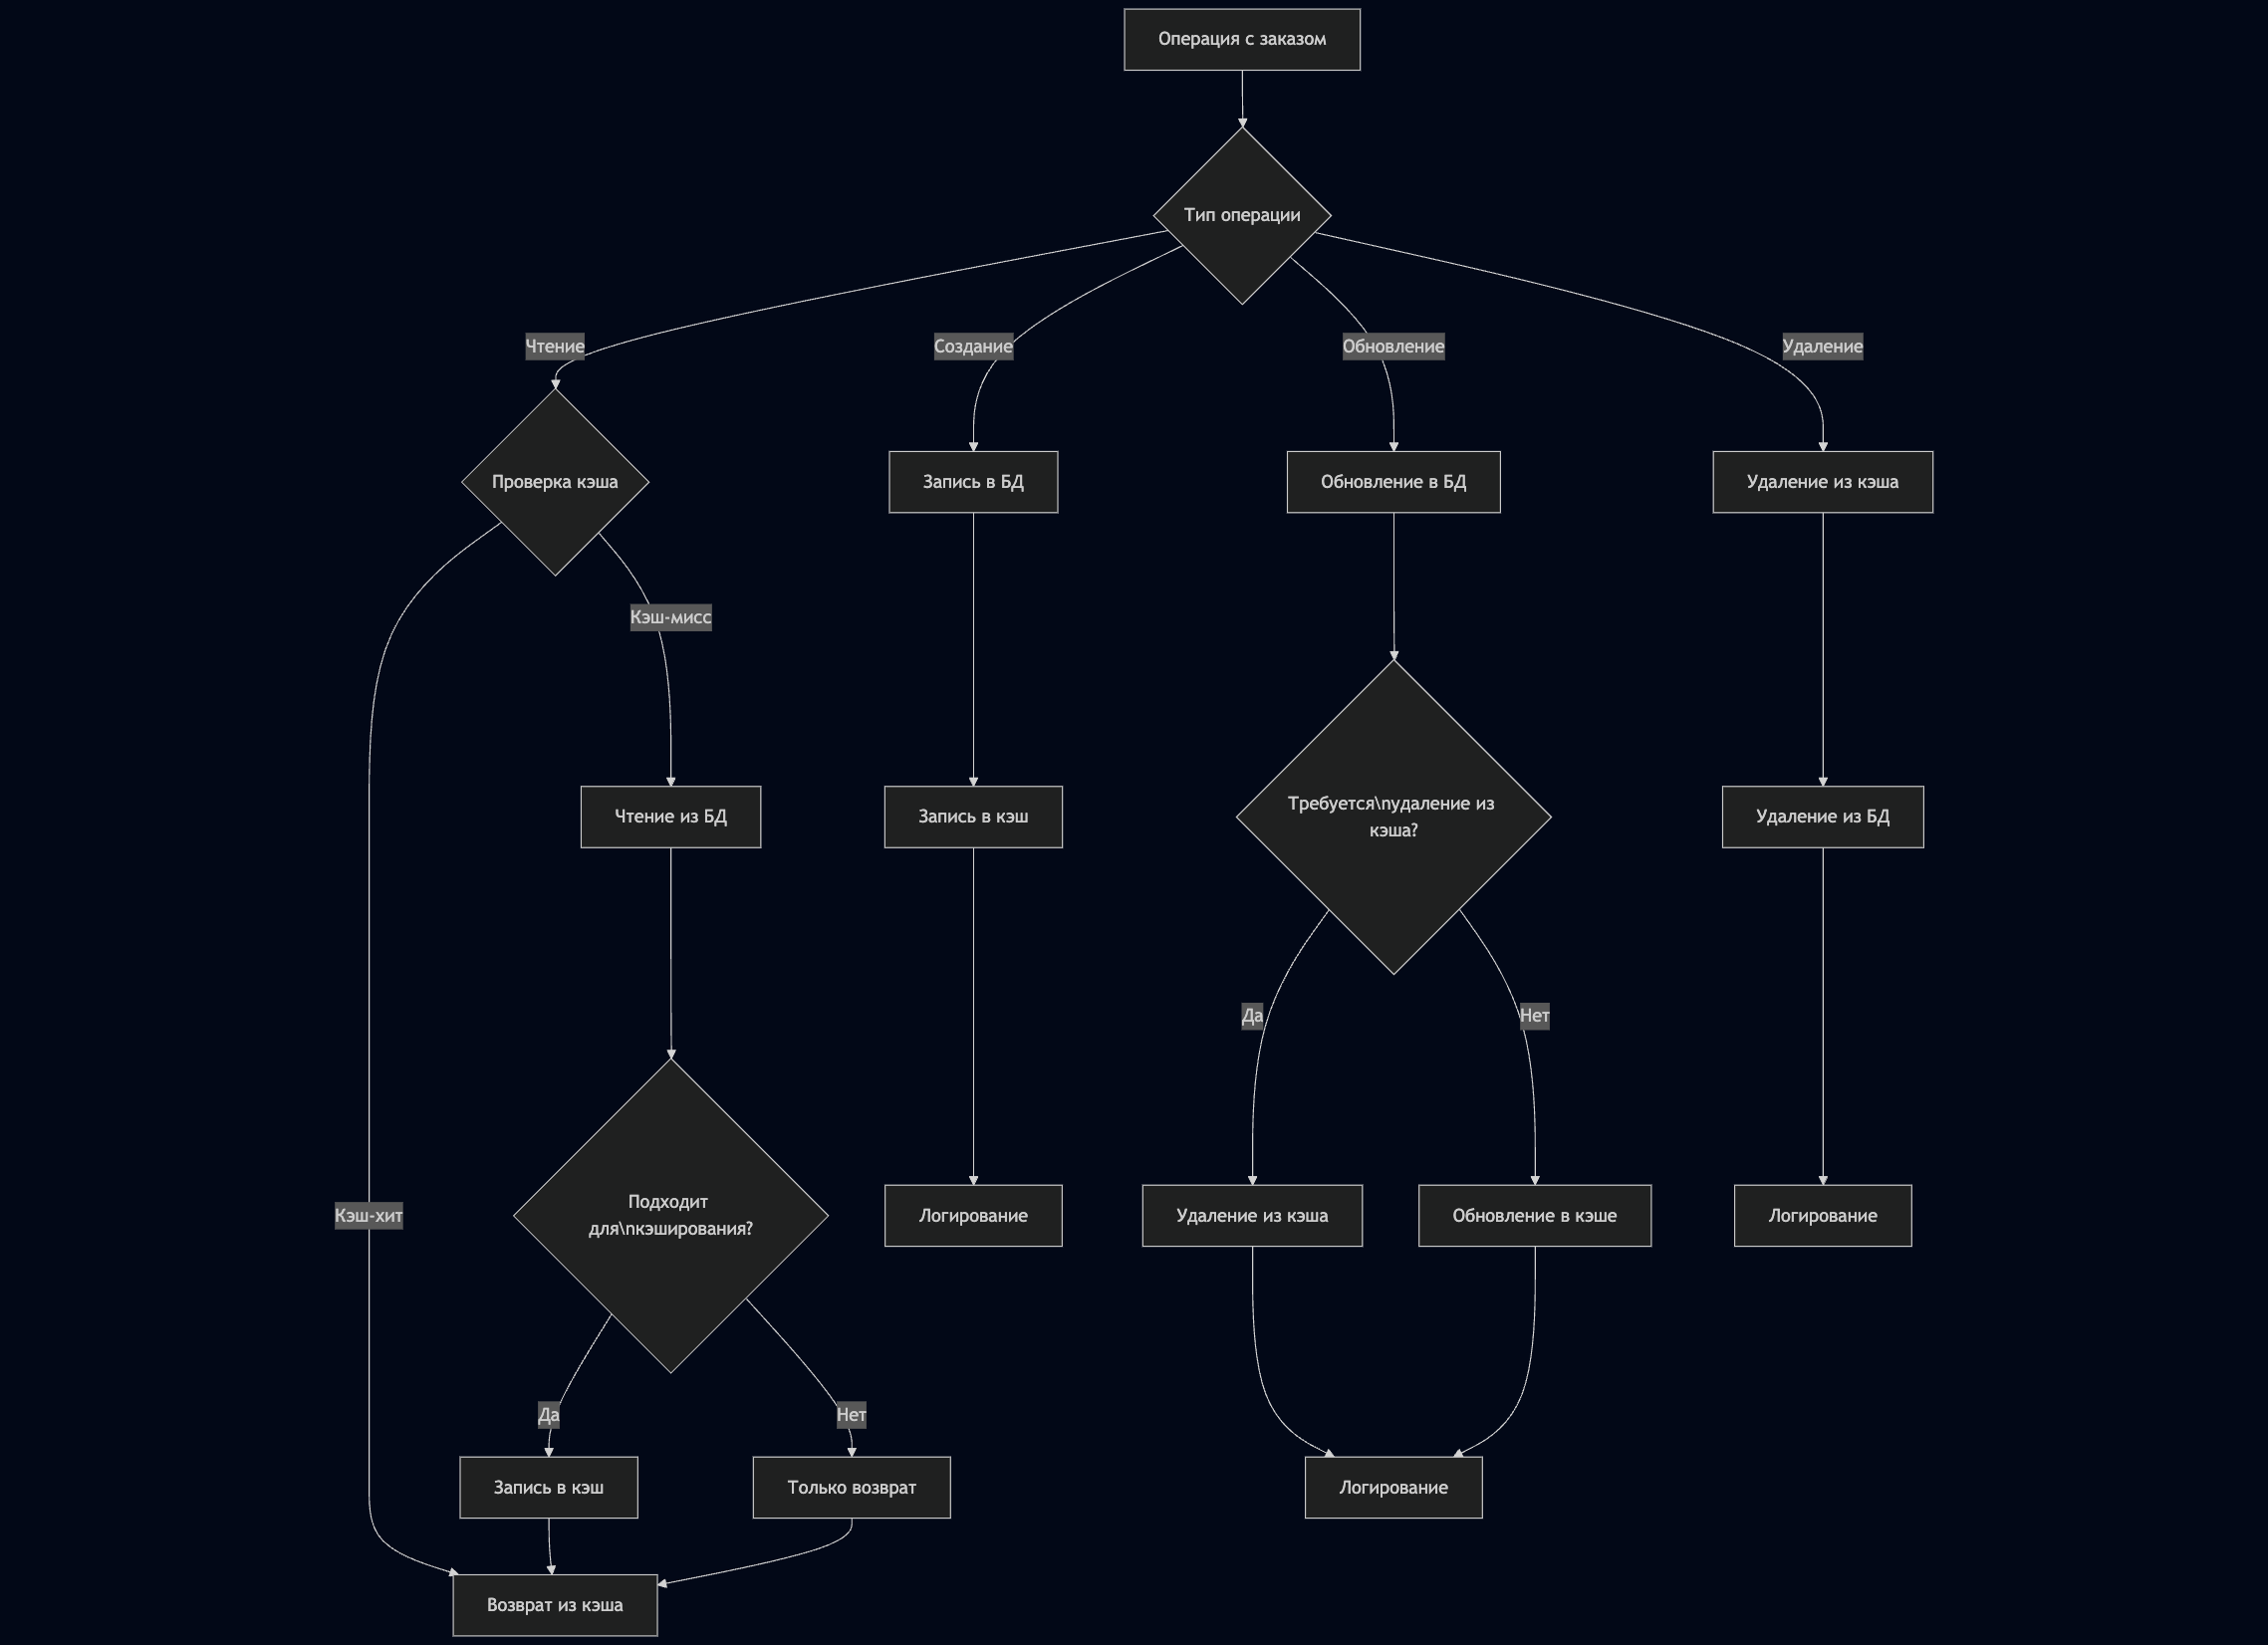 Операция с заказом
Тип операции
Чтение
Создание
Обновление
Удаление
Проверка кэша
Запись в БД
Обновление в БД
Удаление из кэша
Кэш-мисс
Чтение из БД
Запись в кэш
Требуется\nудаление из
кэша?
Удаление из БД
Да
Нет
Кэш-хит
Подходит
для\nкэширования?
Логирование
Удаление из кэша
Обновление в кэше
Логирование
Да
Нет
Запись в кэш
Только возврат
Логирование
Возврат из кэша